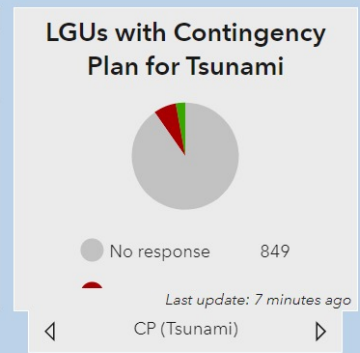 LGUs with Contingency
Plan for Tsunami
No response 849
Last update: 7 minutes ago
CP (Tsunami)